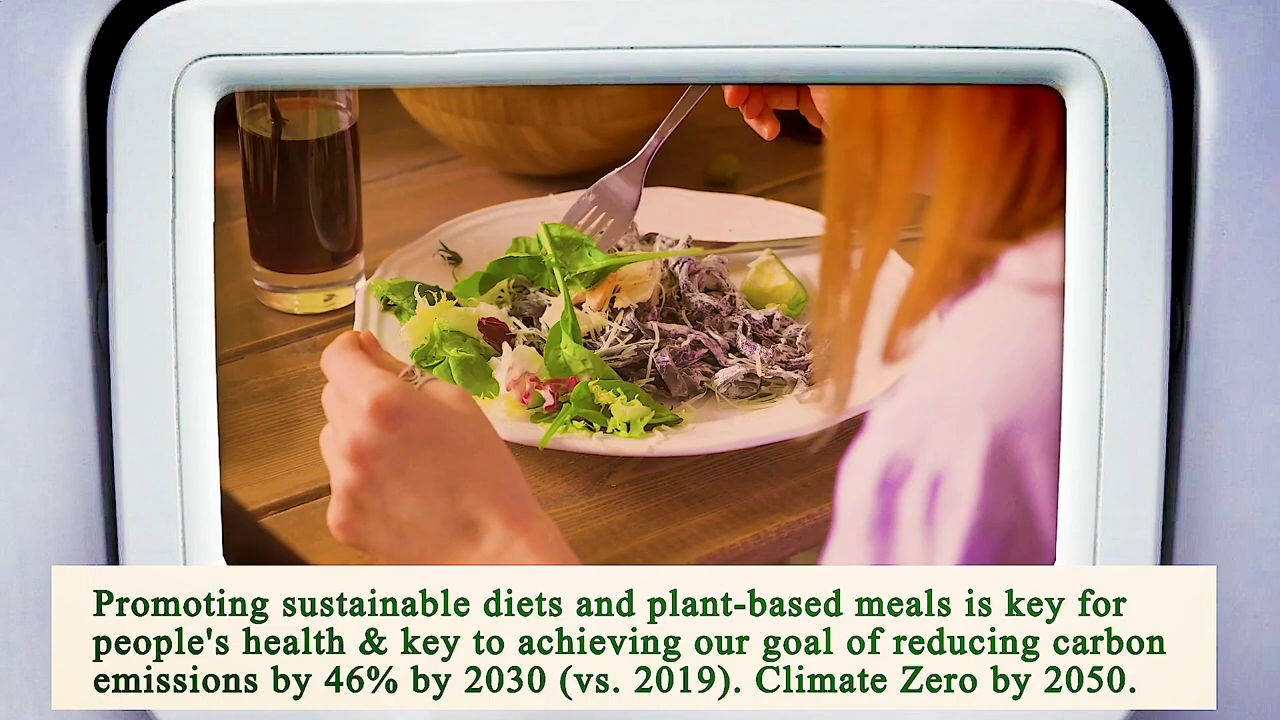 Promoting sustainable diets and plant-based meals is key for
people's health & key to achieving our goal of reducing carbon
emissions by 46% by 2030 (vs. 2019). Climate Zero by 2050.